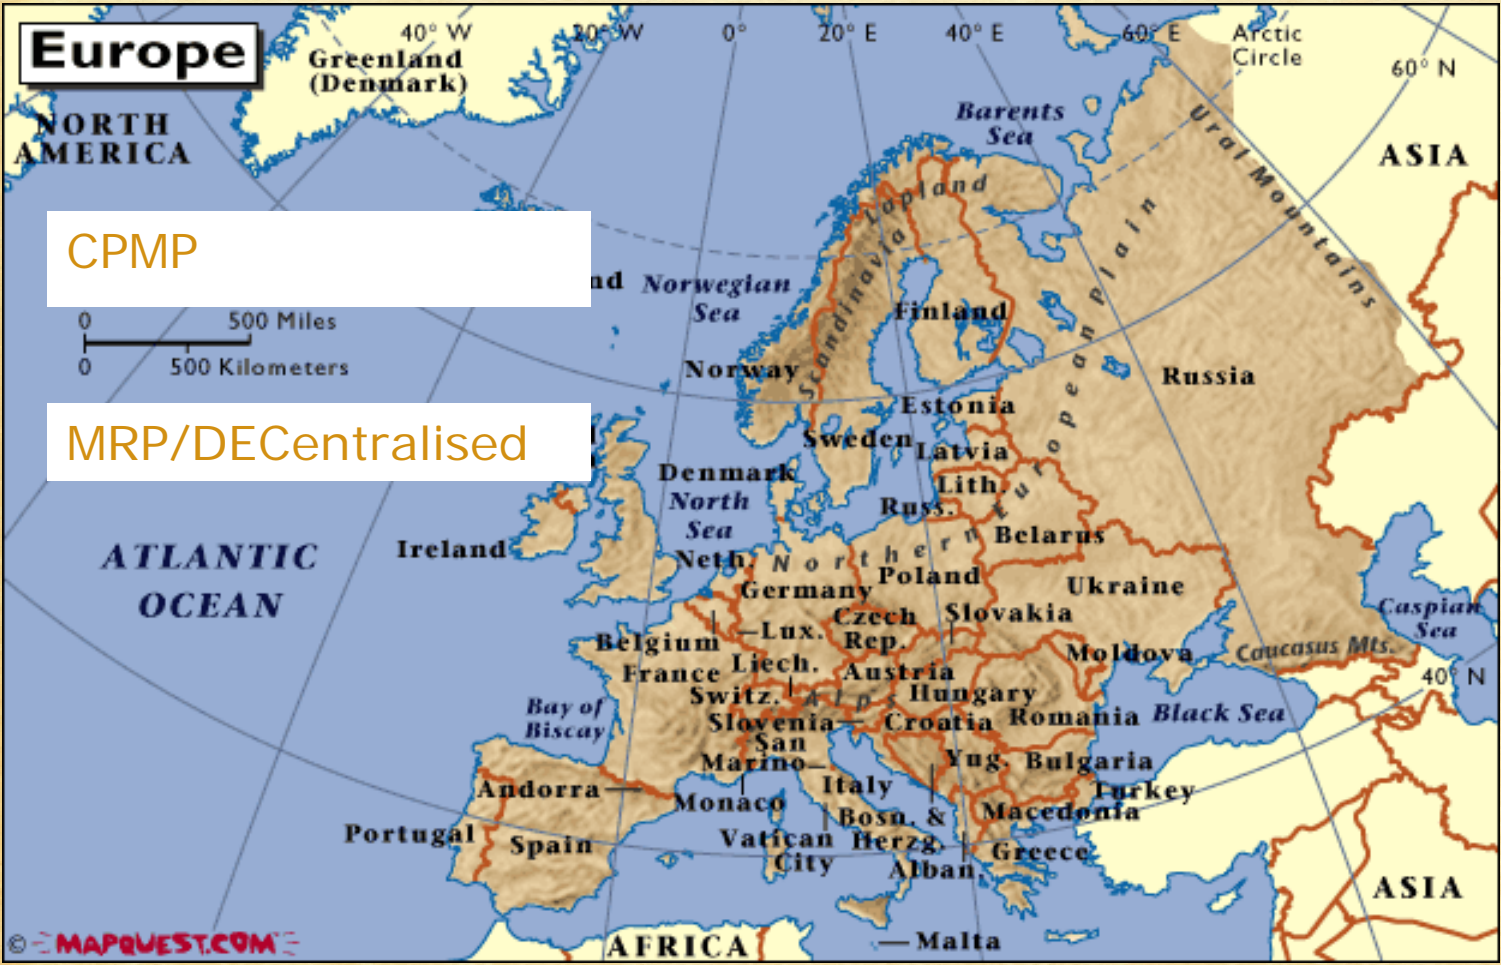 Europe
40° W
20° W
0°
20° E
40° E
60° E
Arctic
Circle
60° N
Greenland
(Denmark)
NORTH
AMERICA
Barents
Sea
Ural Mountains
ASIA
Lapland
CPMP
nd
Norwegian
Sea
Scandinavia
Finland
European Plain
0
500 Miles
0
500 Kilometers
Norway
Russia
Estonia
MRP/DECentralised
Sweden
Latvia
Denmark
Lith.
North
Sea
Russ.
Belarus
Ireland
Neth.
Northern
ATLANTIC
OCEAN
Germany
Poland
Ukraine
Czech
Rep.
Slovakia
Caspian
Sea
Belgium
Lux.
Moldova
Caucasus Mts.
France
Liech.
Austria
40° N
Switz.
Alps
Hungary
Bay of
Biscay
Slovenia
Croatia
Romania
Black Sea
San
Marino
Yug.
Bulgaria
Andorra
Monaco
Italy
Turkey
Bosn. &
Herzg.
Macedonia
Portugal
Spain
Vatican
City
Alban.
Greece
ASIA
© MAPQUEST.COM
AFRICA
Malta